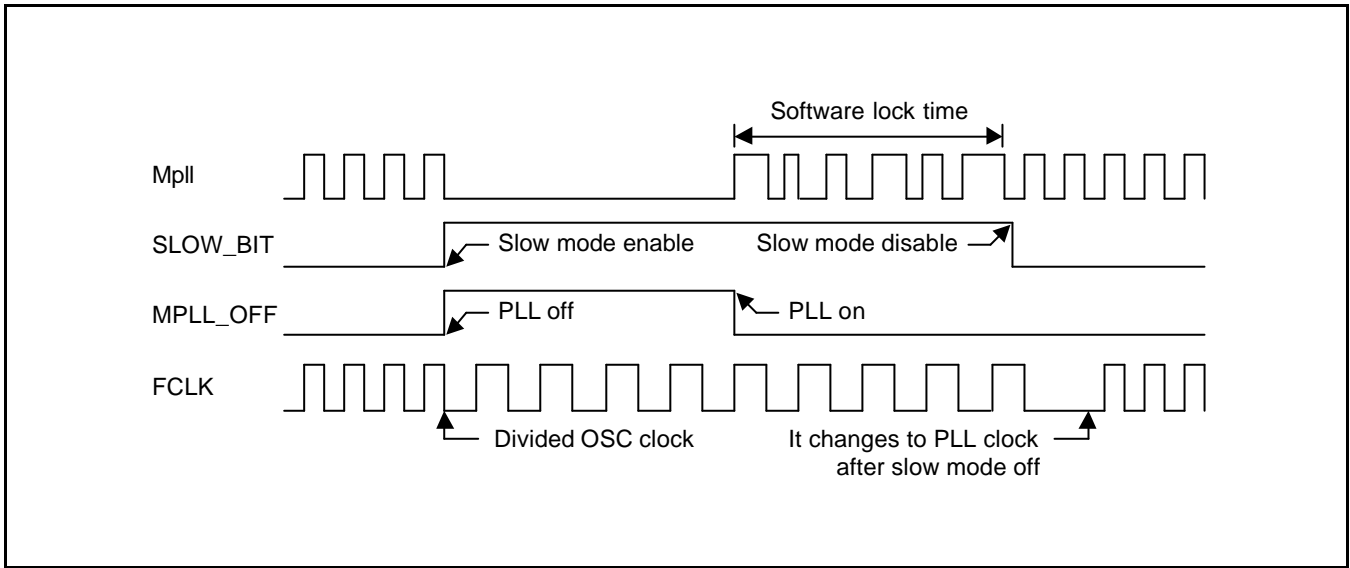 Software lock time
Mpll
SLOW_BIT
Slow mode enable
Slow mode disable
MPLL_OFF
PLL off
PLL on
FCLK
Divided OSC clock
It changes to PLL clock
after slow mode off